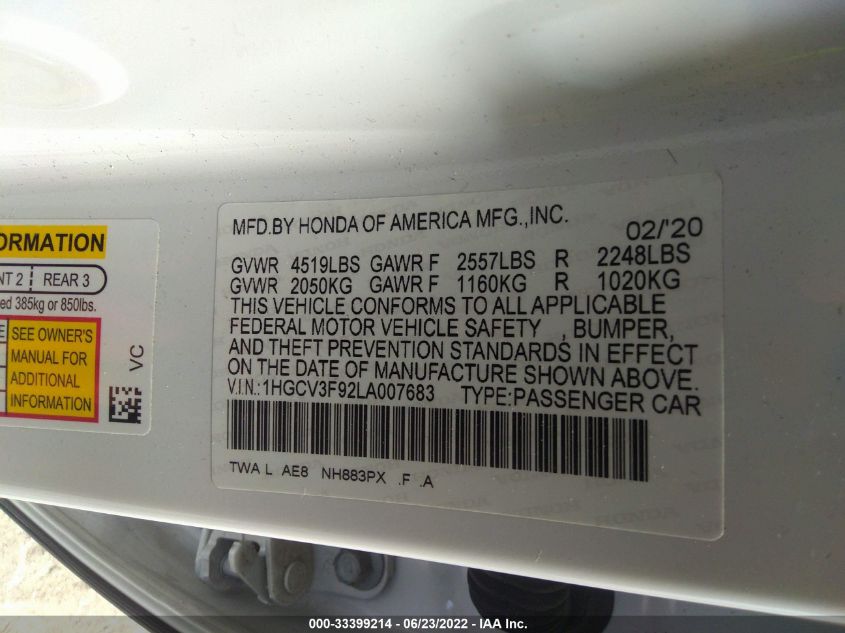 MFD.BY HONDA OF AMERICA MFG.,INC. 02/'20
GVWR 4519LBS GAWR F 2557LBS R 2248LBS
GVWR 2050KG GAWR F 1160KG R 1020KG
THIS VEHICLE CONFORMS TO ALL APPLICABLE
FEDERAL MOTOR VEHICLE SAFETY , BUMPER,
AND THEFT PREVENTION STANDARDS IN EFFECT
ON THE DATE OF MANUFACTURE SHOWN ABOVE.
V.I.N.:1HGCV3F92LA007683 TYPE:PASSENGER CAR
TWA L AE8 NH883PX .F .A
ORMATION
NT 2 REAR 3
ed 385kg or 850lbs.
SEE OWNER'S
MANUAL FOR
ADDITIONAL
INFORMATION
VC
000-33399214 - 06/23/2022 - IAA Inc.